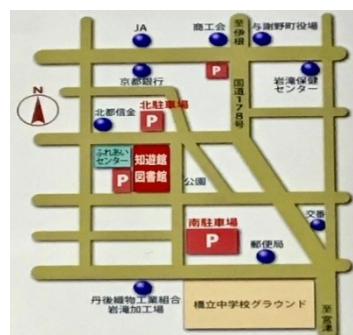 JA
商工会
至伊根
与謝野町役場
京都銀行
P
国道178号
岩滝保健
センター
N
北都信金
北駐車場
P
ふれあい
センター
P
知遊館
図書館
公園
南駐車場
P
交番
郵便局
丹後織物工業組合
岩滝加工場
橋立中学校グラウンド
至宮津